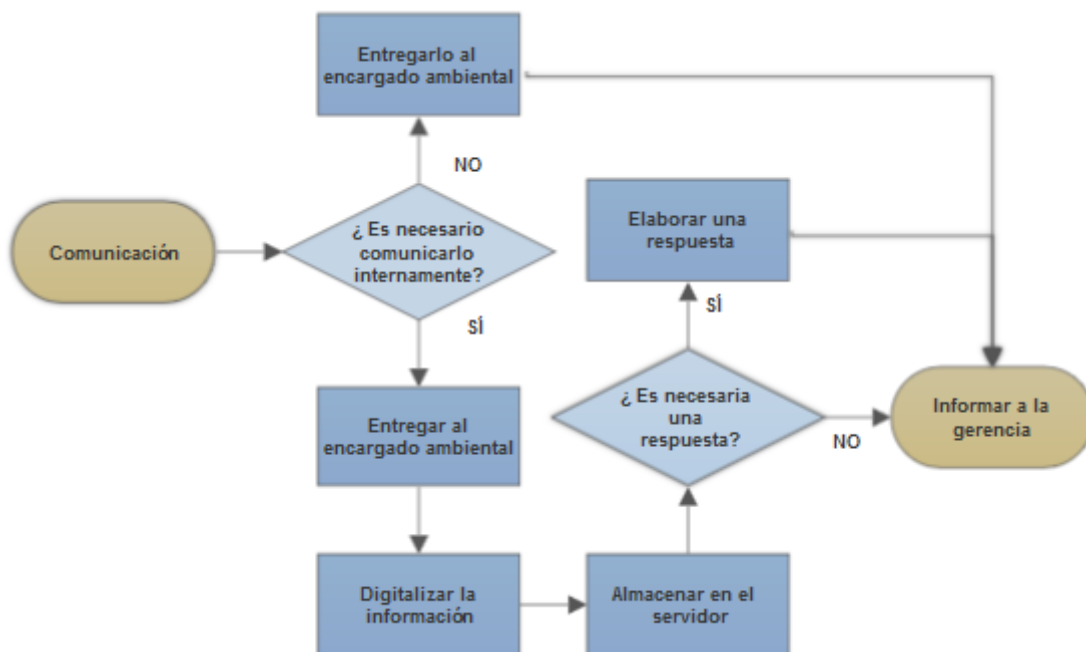 Entregarlo al
encargado ambiental
NO
Comunicación
¿ Es necesario
comunicarlo
internamente?
SÍ
Entregar al
encargado ambiental
Digitalizar la
información
Almacenar en el
servidor
¿ Es necesaria
una
respuesta?
SÍ
Elaborar una
respuesta
NO
Informar a la
gerencia